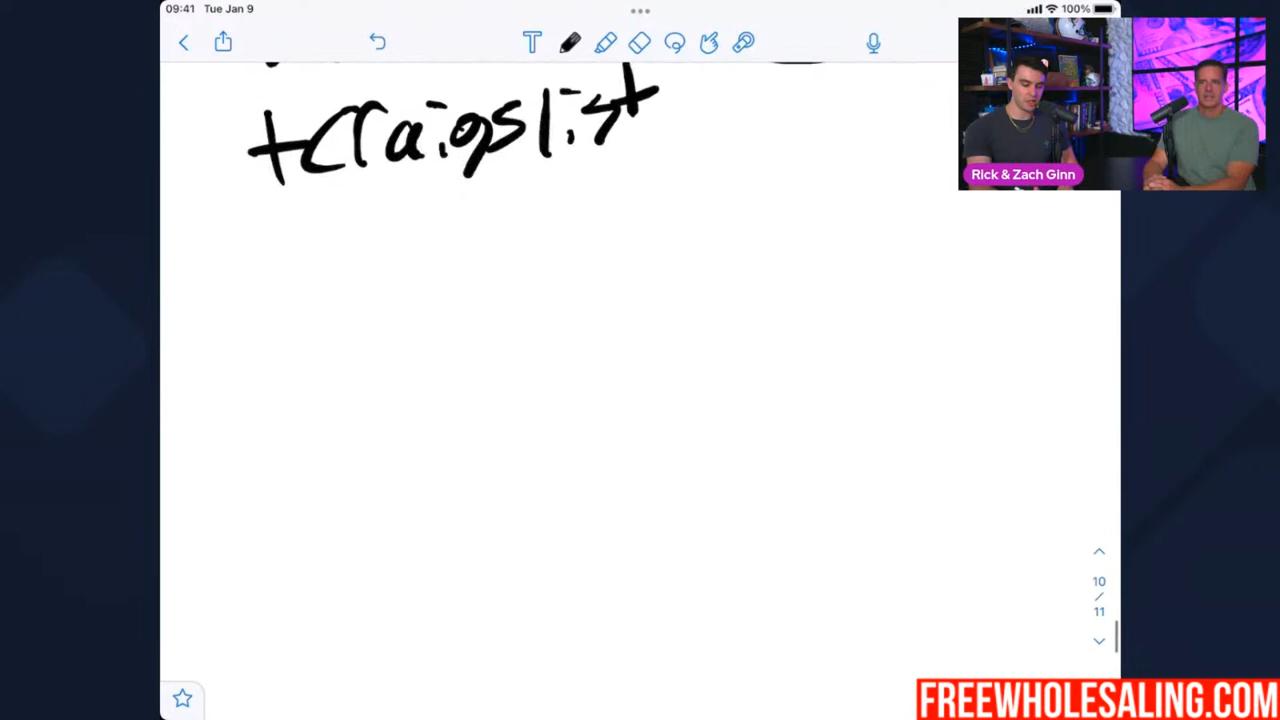 09:41 Tue Jan 9
100%
T
+Craigslist
Rick & Zach Ginn
10
/
11
FREEWHOLESALING.COM